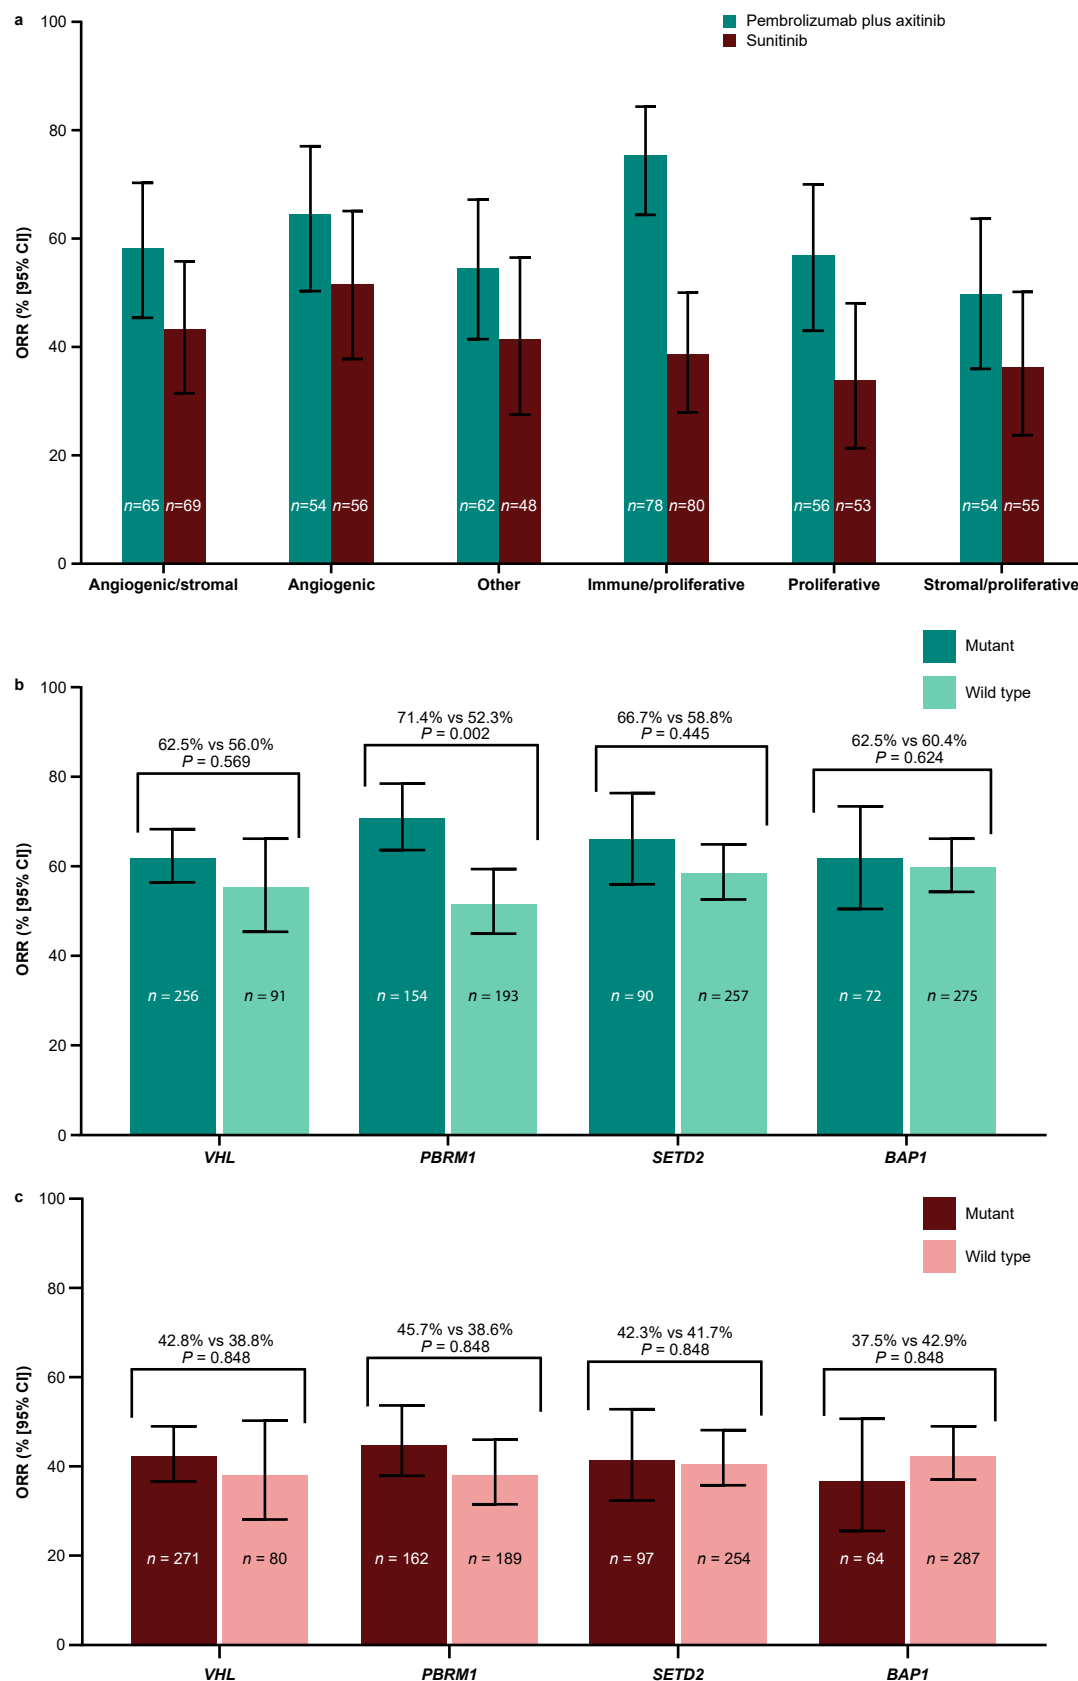 a
Pembrolizumab plus axitinib
Sunitinib
ORR (% [95% CI])
100
80
60
40
20
0
n=65 n=69
n=54 n=56
n=62 n=48
n=78 n=80
n=56 n=53
n=54 n=55
Angiogenic/stromal
Angiogenic
Other
Immune/proliferative
Proliferative
Stromal/proliferative
b
Mutant
Wild type
ORR (% [95% CI])
100
80
60
40
20
0
62.5% vs 56.0%
P = 0.569
71.4% vs 52.3%
P = 0.002
66.7% vs 58.8%
P = 0.445
62.5% vs 60.4%
P = 0.624
n = 256
n = 91
n = 154
n = 193
n = 90
n = 257
n = 72
n = 275
VHL
PBRM1
SETD2
BAP1
c
Mutant
Wild type
ORR (% [95% CI])
100
80
60
40
20
0
42.8% vs 38.8%
P = 0.848
45.7% vs 38.6%
P = 0.848
42.3% vs 41.7%
P = 0.848
37.5% vs 42.9%
P = 0.848
n = 271
n = 80
n = 162
n = 189
n = 97
n = 254
n = 64
n = 287
VHL
PBRM1
SETD2
BAP1